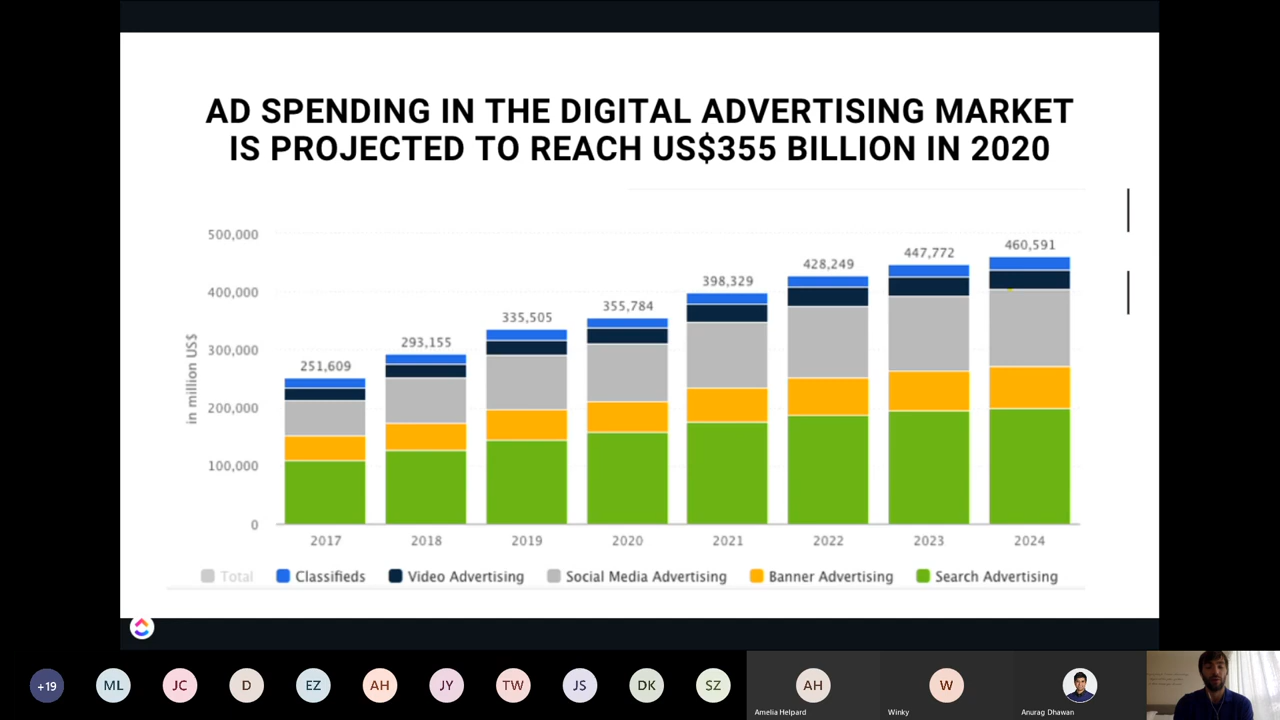 AD SPENDING IN THE DIGITAL ADVERTISING MARKET
IS PROJECTED TO REACH US$355 BILLION IN 2020
in million US$
500,000
400,000
300,000
200,000
100,000
0
251,609
293,155
335,505
355,784
398,329
428,249
447,772
460,591
2017
2018
2019
2020
2021
2022
2023
2024
Total
Classifieds
Video Advertising
Social Media Advertising
Banner Advertising
Search Advertising
+19
ML
JC
D
EZ
AH
JY
TW
JS
DK
SZ
AH
Amelia Helpard
W
Winky
Anurag Dhawan